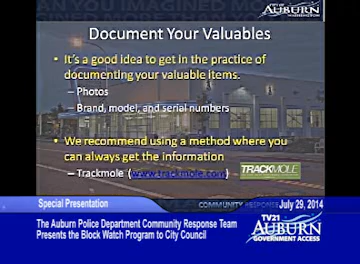 AUBURN
WASHINGTON
Document Your Valuables
• It's a good idea to get in the practice of
documenting your valuable items.
– Photos
– Brand, model, and serial numbers
• We recommend using a method where you
can always get the information
– Trackmole (www.trackmole.com)
TRACKMOLE
COMMUNITY RESPONSE
Special Presentation
July 29, 2014
The Auburn Police Department Community Response Team
Presents the Block Watch Program to City Council
TV21
AUBURN
GOVERNMENT ACCESS